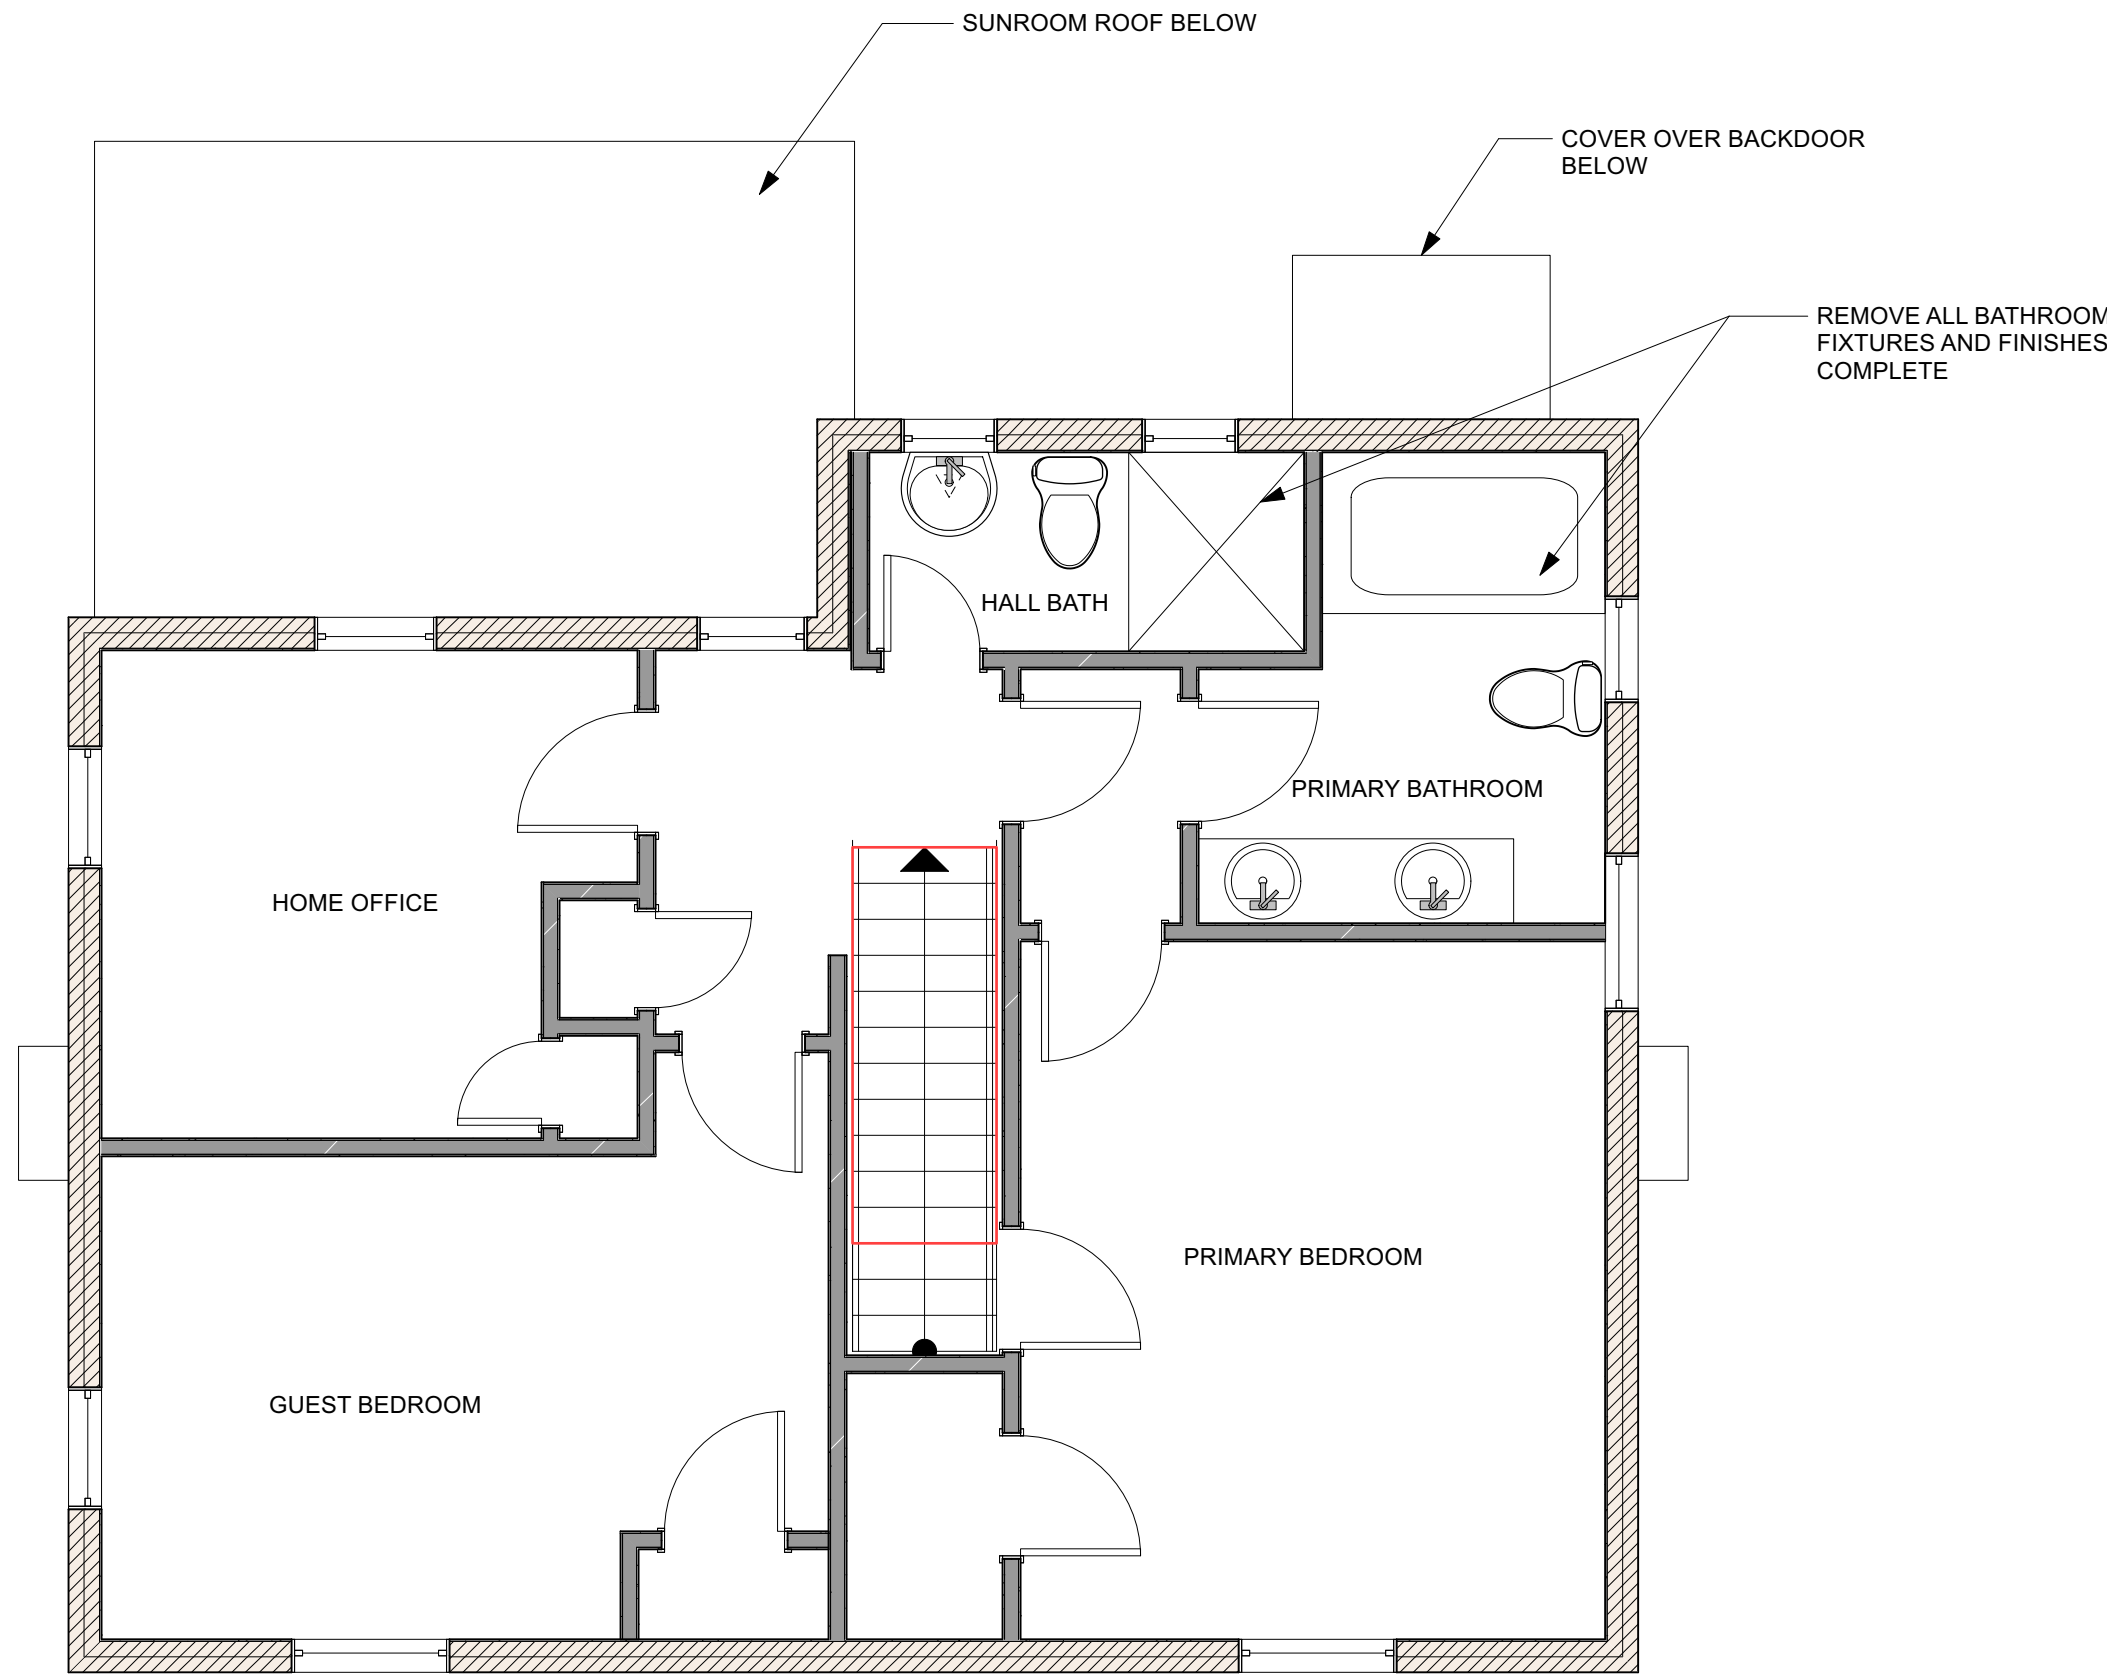 SUNROOM ROOF BELOW
COVER OVER BACKDOOR
BELOW
REMOVE ALL BATHROOM
FIXTURES AND FINISHES
COMPLETE
HALL BATH
PRIMARY BATHROOM
HOME OFFICE
PRIMARY BEDROOM
GUEST BEDROOM